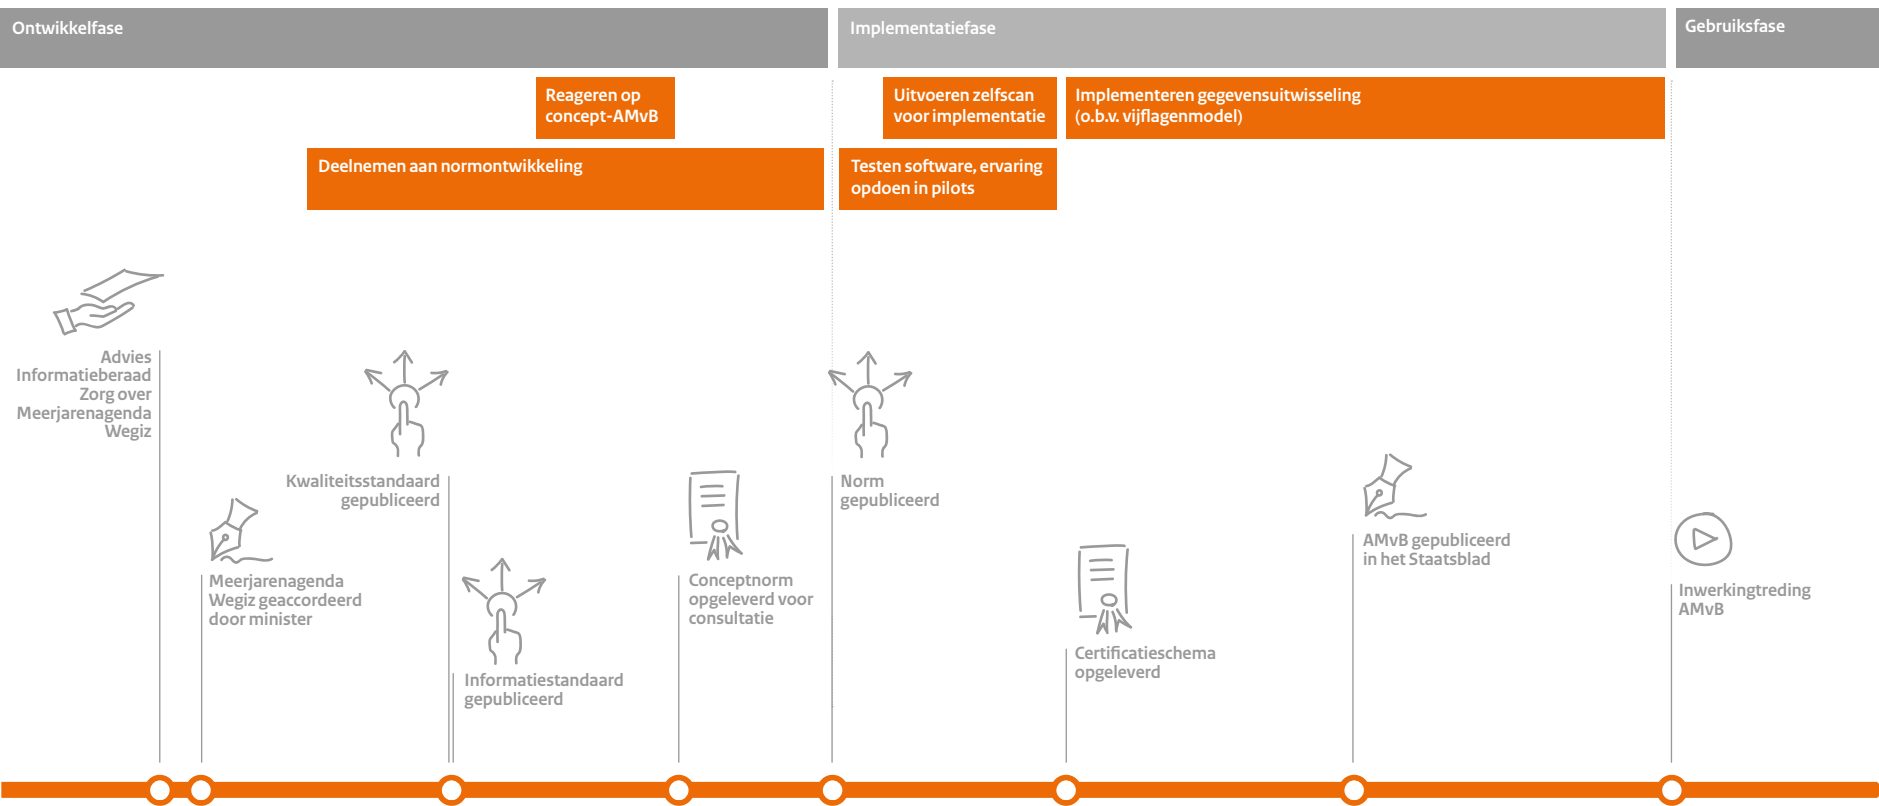 Ontwikkelfase
Implementatiefase
Gebruiksfase
Reageren op
concept-AMvB
Uitvoeren zelfscan
voor implementatie
Implementeren gegevensuitwisseling
(o.b.v. vijflagenmodel)
Deelnemen aan normontwikkeling
Testen software, ervaring
opdoen in pilots
Advies
Informatieberaad
Zorg over
Meerjarenagenda
Wegiz
Meerjarenagenda
Wegiz geaccordeerd
door minister
Kwaliteitsstandaard
gepubliceerd
Informatiestandaard
gepubliceerd
Conceptnorm
opgeleverd voor
consultatie
Norm
gepubliceerd
Certificatieschema
opgeleverd
AMvB gepubliceerd
in het Staatsblad
Inwerkingtreding
AMvB